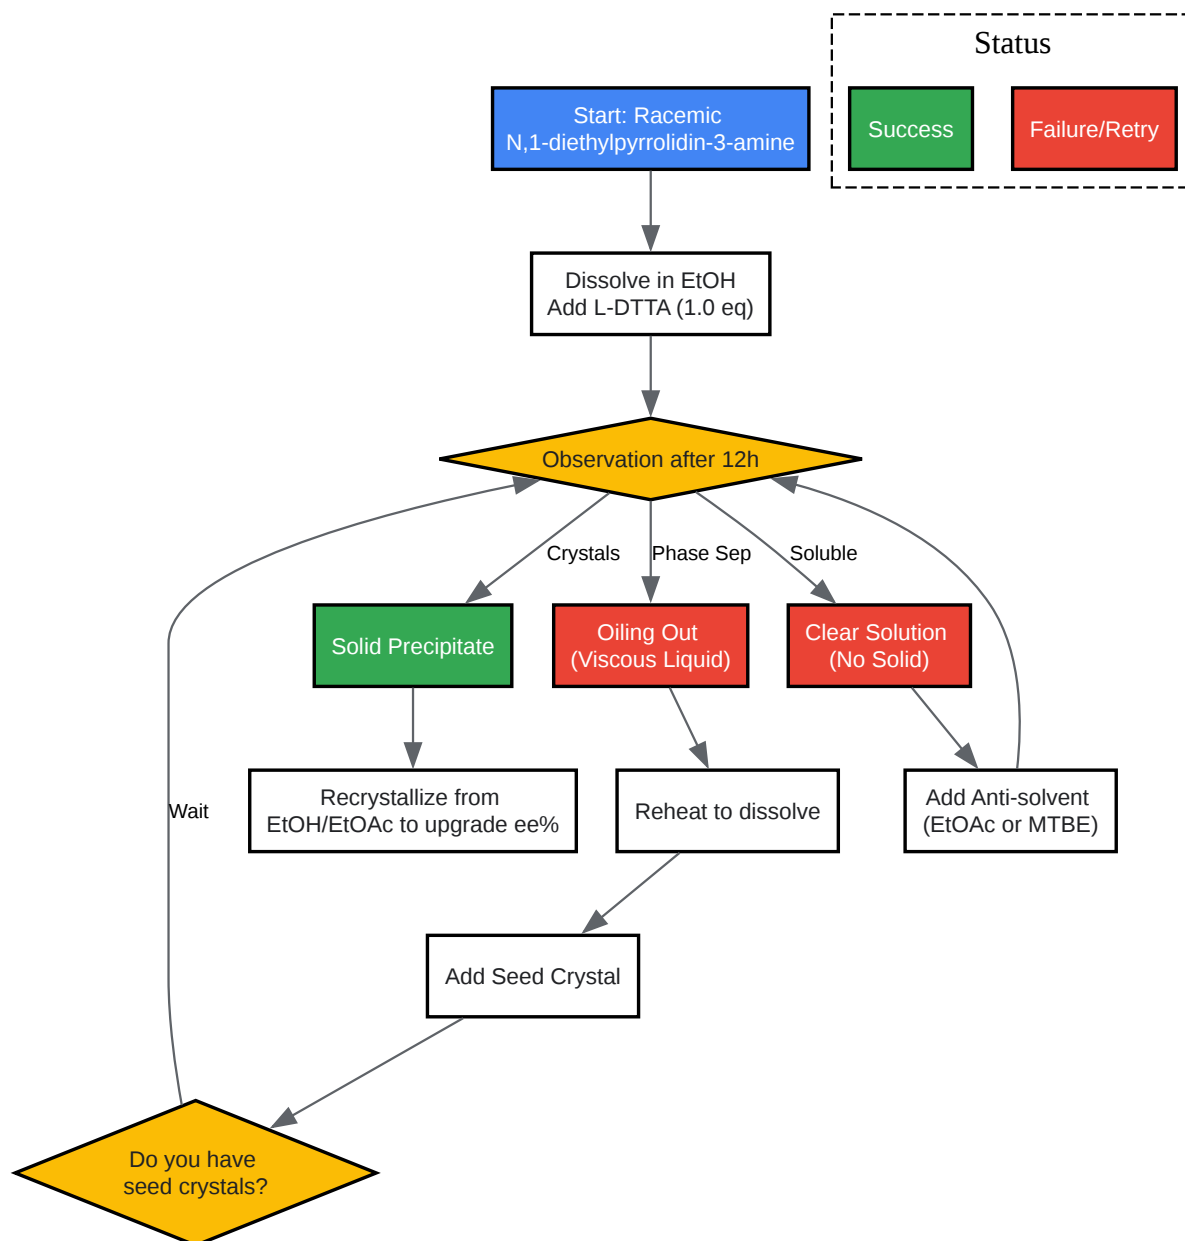 Status
Success
Failure/Retry
Start: Racemic
N,1-diethylpyrrolidin-3-amine
Dissolve in EtOH
Add L-DTTA (1.0 eq)
Observation after 12h
Crystals
Phase Sep
Soluble
Solid Precipitate
Oiling Out
(Viscous Liquid)
Clear Solution
(No Solid)
Wait
Recrystallize from
EtOH/EtOAc to upgrade ee%
Reheat to dissolve
Add Anti-solvent
(EtOAc or MTBE)
Add Seed Crystal
Do you have
seed crystals?